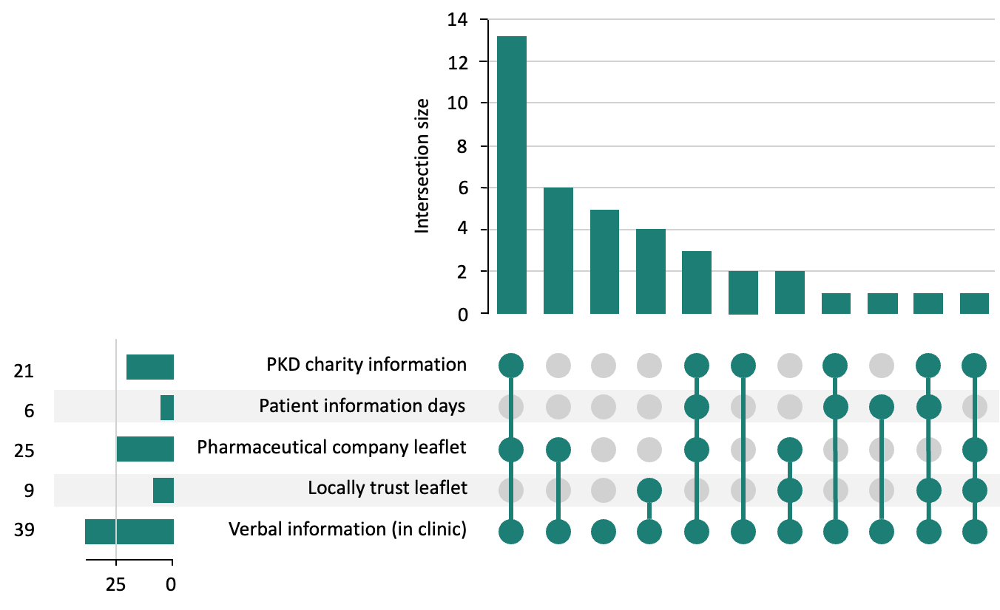 14
12
10
8
6
4
2
0
Intersection size
21 PKD charity information
6 Patient information days
25 Pharmaceutical company leaflet
9 Locally trust leaflet
39 Verbal information (in clinic)
25 0